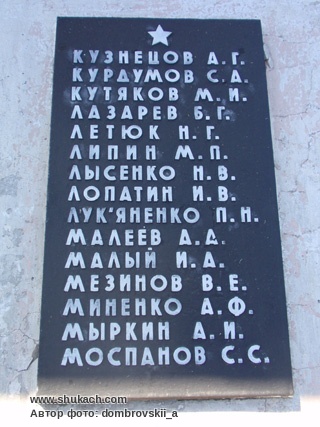 КУЗНЕЦОВ А.Г.
КУРДУМОВ С.А.
КУТЯКОВ М.И.
ЛАЗАРЕВ Б.Г.
ЛЕТЮК Н.Г.
ЛИПИН М.П.
ЛЫСЕНКО Н.В.
ЛОПАТИН И.В.
ЛУК'ЯНЕНКО П.Н.
МАЛЕЕВ А.Д.
МАЛЫЙ И.А.
МЕЗИНОВ В.Е.
МИНЕНКО А.Ф.
МЫРКИН А.И.
МОСПАНОВ С.С.
www.shukach.com
Автор фото: dombrovskii_a